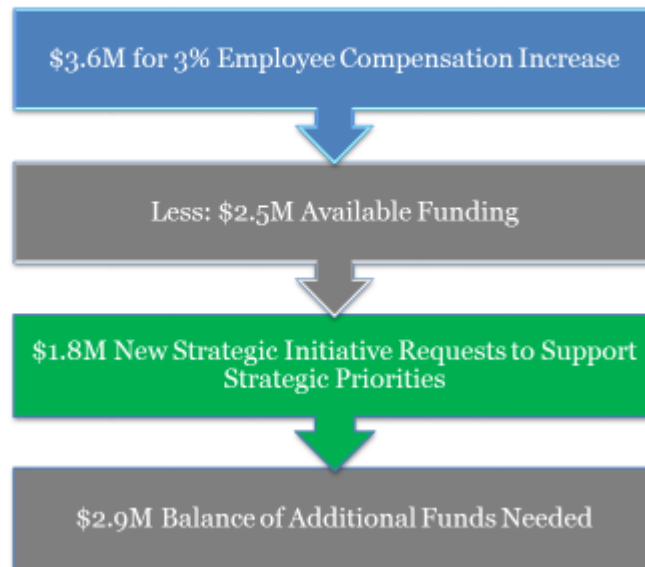 $3.6M for 3% Employee Compensation Increase
Less: $2.5M Available Funding
$1.8M New Strategic Initiative Requests to Support
Strategic Priorities
$2.9M Balance of Additional Funds Needed